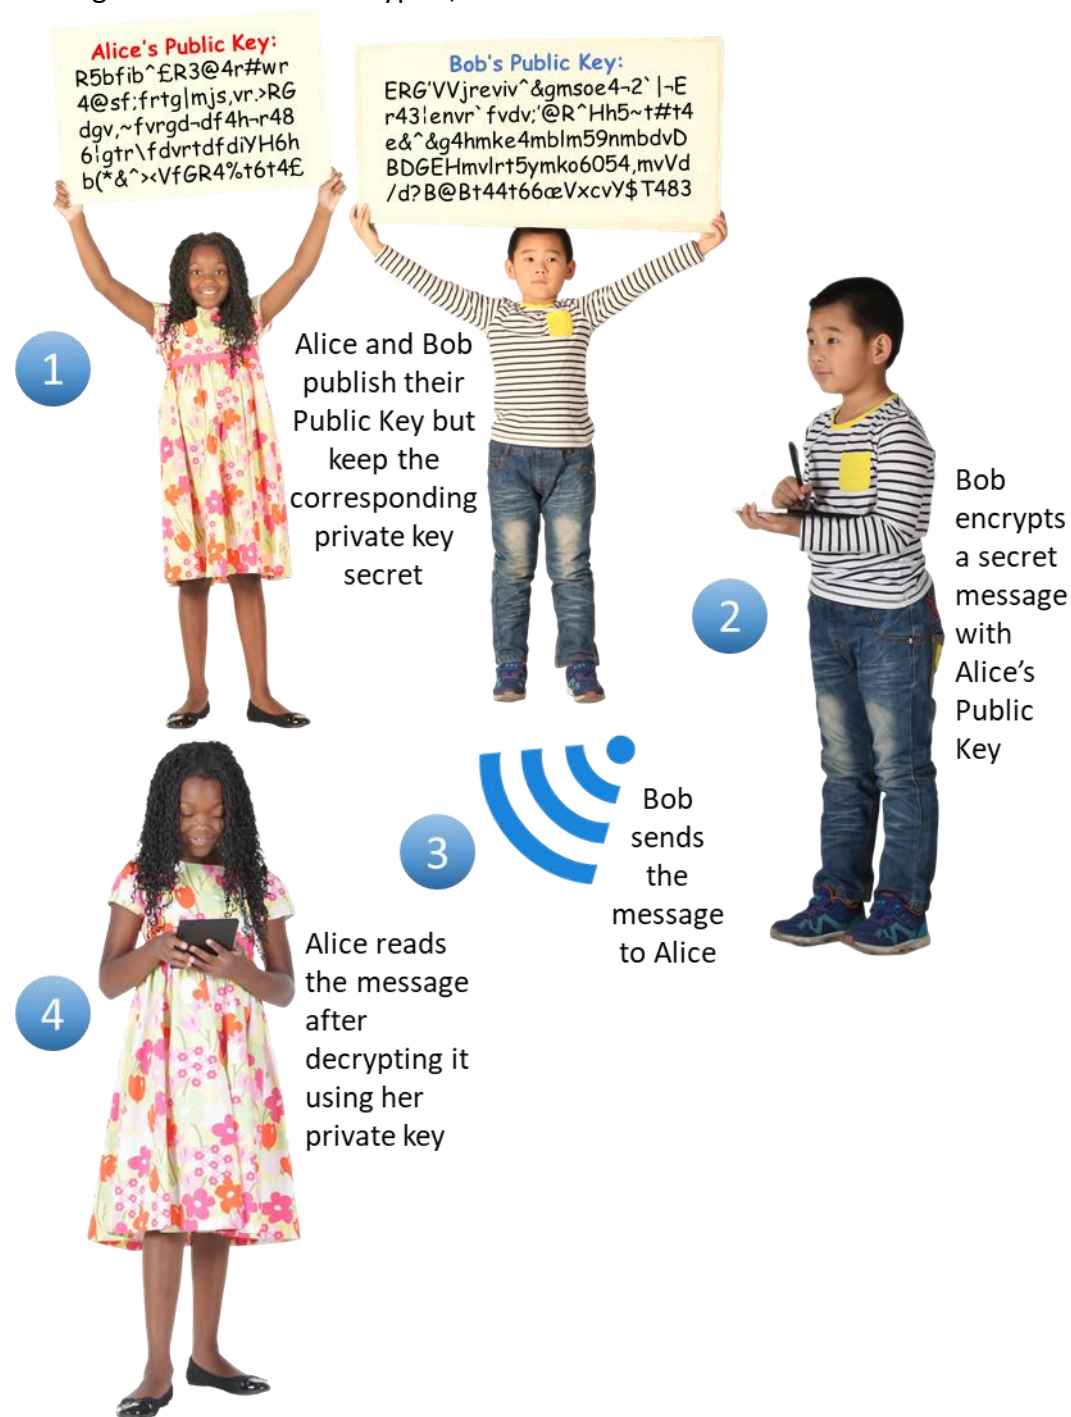 Alice's Public Key:
R5bfib^£R3@4r#wr
4@sf;frtg|mjs,vr.>RG
dgv,~fvrgd¬df4h¬r48
6¦gtr\fdvrtdfdiYH6h
b(*&^><VfGR4%t6t4£
Bob's Public Key:
ERG'VVjreviv^&gmsoe4¬2`|¬E
r43¦envr`fvdv;'@R^Hh5~t#t4
e&^&g4hmke4mblm59nmbdvD
BDGEHmvlrt5ymko6054,mvVd
/d?B@Bt44t66œVxcvY$T483
1
Alice and Bob
publish their
Public Key but
keep the
corresponding
private key
secret
2
Bob
encrypts
a secret
message
with
Alice's
Public
Key
3
Bob
sends
the
message
to Alice
4
Alice reads
the message
after
decrypting it
using her
private key